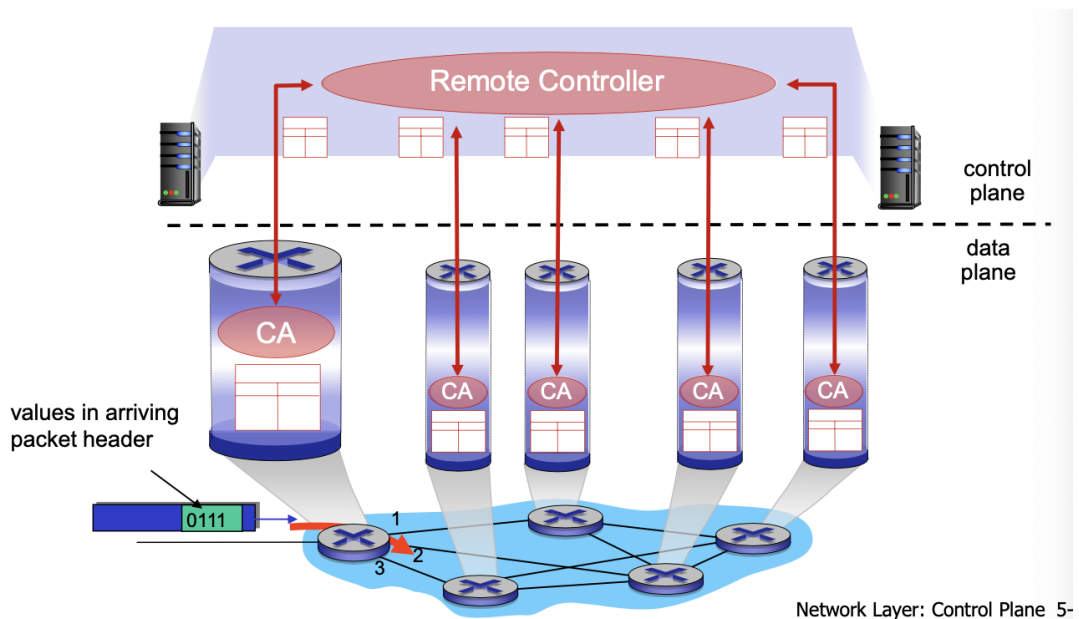 Remote Controller
control
plane
data
plane
CA
CA
CA
CA
CA
values in arriving
packet header
0111
1
2
3
Network Layer: Control Plane 5-